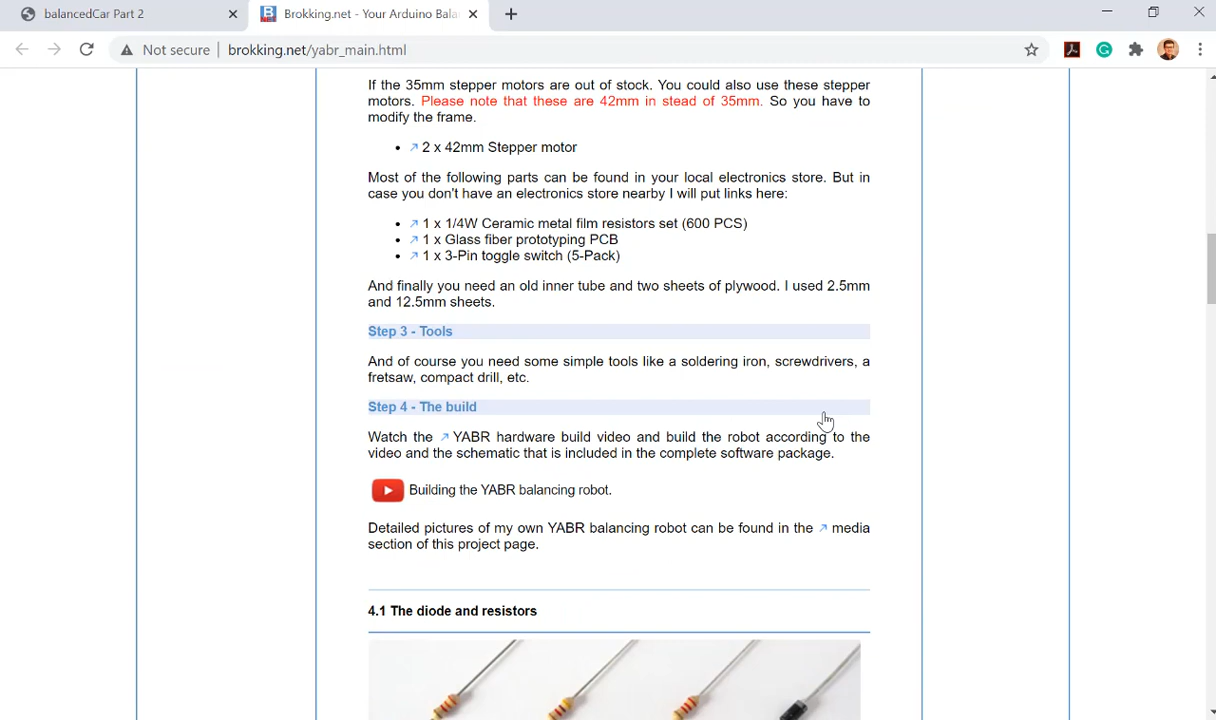 balancedCar Part 2
Brokking.net - Your Arduino Bala
Not secure | brokking.net/yabr_main.html
If the 35mm stepper motors are out of stock. You could also use these stepper
motors. Please note that these are 42mm in stead of 35mm. So you have to
modify the frame.
• 2 x 42mm Stepper motor
Most of the following parts can be found in your local electronics store. But in
case you don't have an electronics store nearby I will put links here:
• 1 x 1/4W Ceramic metal film resistors set (600 PCS)
• 1 x Glass fiber prototyping PCB
• 1 x 3-Pin toggle switch (5-Pack)
And finally you need an old inner tube and two sheets of plywood. I used 2.5mm
and 12.5mm sheets.
Step 3 - Tools
And of course you need some simple tools like a soldering iron, screwdrivers, a
fretsaw, compact drill, etc.
Step 4 - The build
Watch the YABR hardware build video and build the robot according to the
video and the schematic that is included in the complete software package.
Building the YABR balancing robot.
Detailed pictures of my own YABR balancing robot can be found in the media
section of this project page.
4.1 The diode and resistors